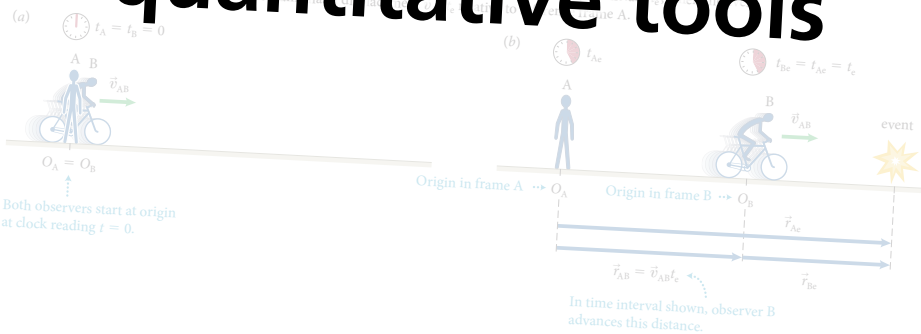 quantitative tools
(a)
t_A = t_B = 0
A B
v⃗_AB
O_A = O_B
Both observers start at origin
at clock reading t = 0.
(b)
t_Ae
t_Be = t_Ae = t_e
A
B
v⃗_AB
event
Origin in frame A
O_A
Origin in frame B
O_B
r⃗_Ae
r⃗_AB = v⃗_AB t_e
r⃗_Be
In time interval shown, observer B
advances this distance.